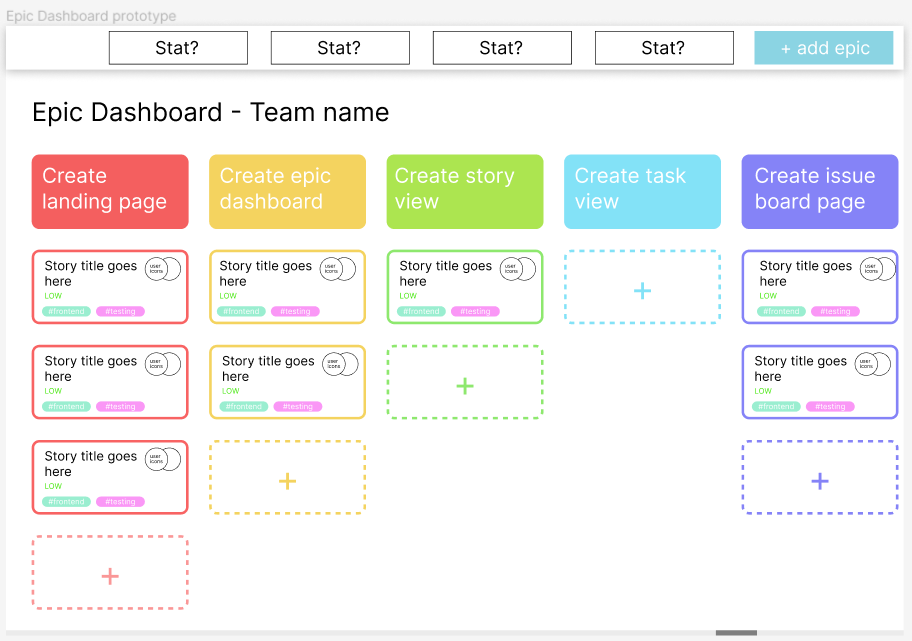 Epic Dashboard prototype
Stat? Stat? Stat? Stat? + add epic
Epic Dashboard - Team name
Create
landing page
Create epic
dashboard
Create story
view
Create task
view
Create issue
board page
Story title goes
here
user
icons
LOW
#frontend #testing
Story title goes
here
user
icons
LOW
#frontend #testing
Story title goes
here
user
icons
LOW
#frontend #testing
+
Story title goes
here
user
icons
LOW
#frontend #testing
Story title goes
here
user
icons
LOW
#frontend #testing
+
Story title goes
here
user
icons
LOW
#frontend #testing
+
+
Story title goes
here
user
icons
LOW
#frontend #testing
Story title goes
here
user
icons
LOW
#frontend #testing
+